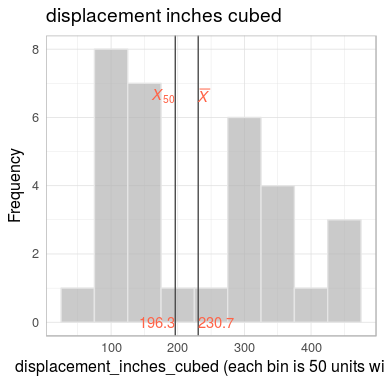 displacement inches cubed
8
6
4
2
0
Frequency
X₅₀
X̅
196.3
230.7
100
200
300
400
displacement_inches_cubed (each bin is 50 units wi